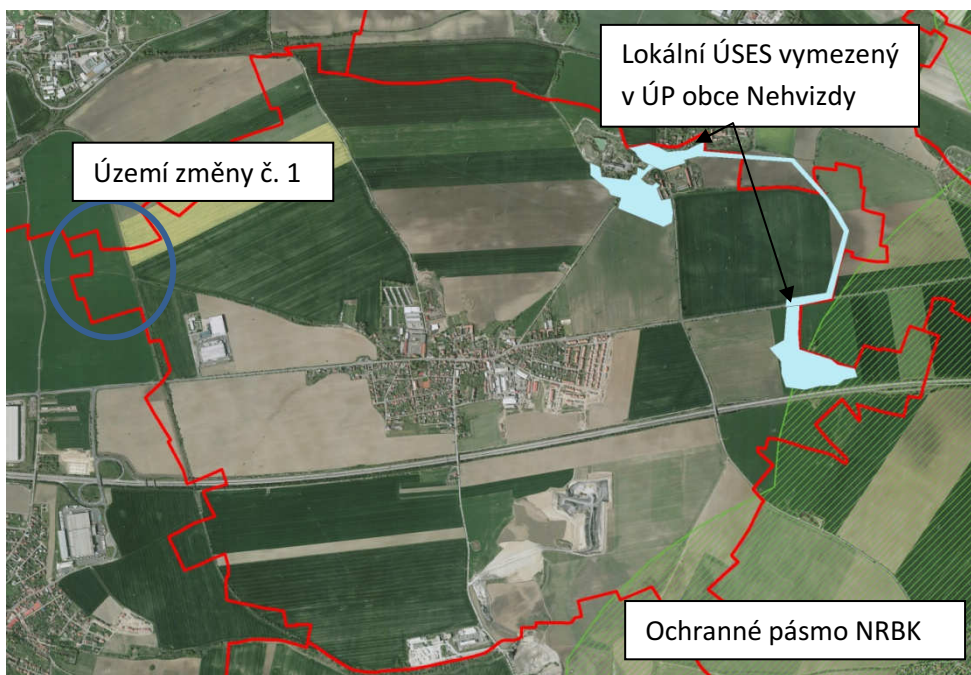 Lokální ÚSES vymezený
v ÚP obce Nehvizdy
Území změny č. 1
Ochranné pásmo NRBK